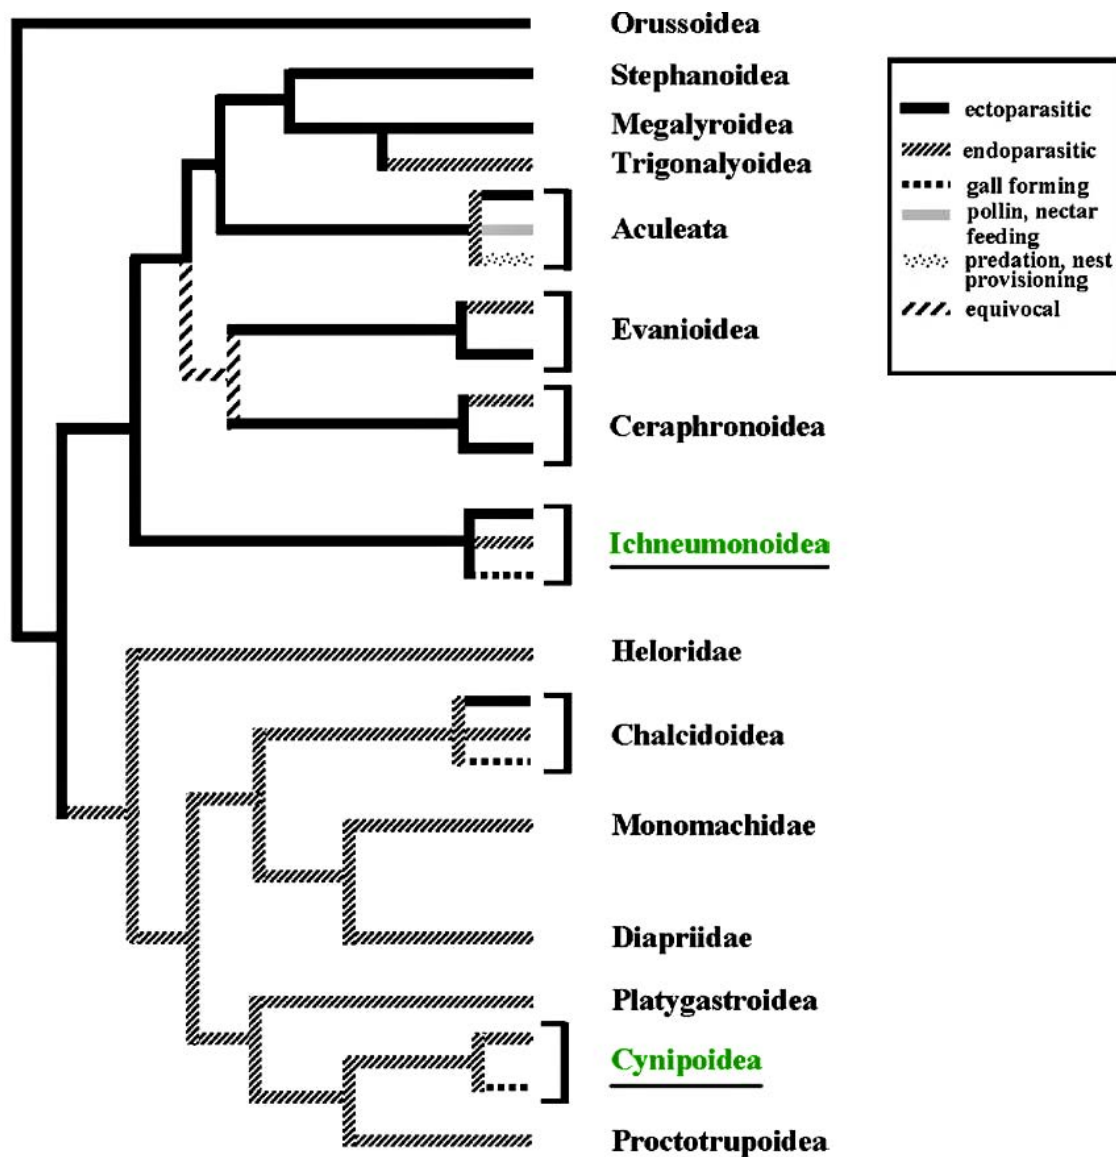 Orussoidea
Stephanoidea
Megalyroidea
Trigonalyoidea
Aculeata
Evanioidea
Ceraphronoidea
Ichneumonoidea
Heloridae
Chalcidoidea
Monomachidae
Diapriidae
Platygastroidea
Cynipoidea
Proctotrupoidea
ectoparasitic
endoparasitic
gall forming
pollin, nectar
feeding
predation, nest
provisioning
equivocal